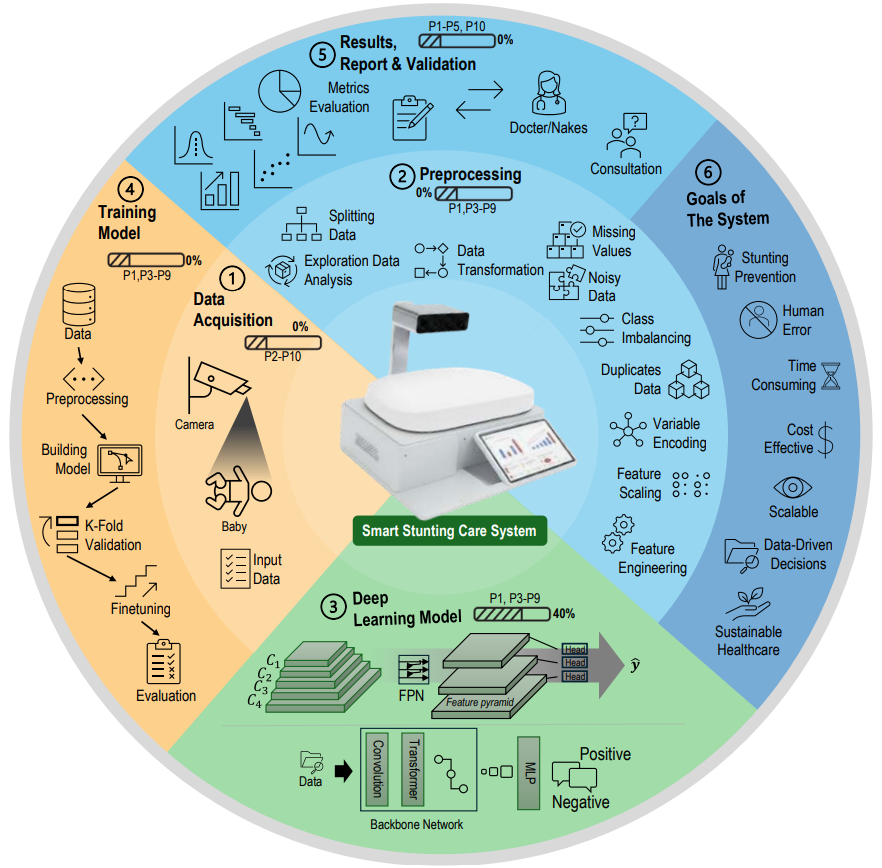 P1-P5, P10
5 Results, 0%
Report & Validation
Metrics
Evaluation
Docter/Nakes
?
Consultation
2 Preprocessing
0%
P1,P3-P9
Splitting
Data
Exploration Data
Analysis
Data
Transformation
Missing
Values
Noisy
Data
Class
Imbalancing
Duplicates
Data
Variable
Encoding
Feature
Scaling
Feature
Engineering
6
Goals of
The System
Stunting
Prevention
Human
Error
Time
Consuming
Cost
Effective
$
Scalable
Data-Driven
Decisions
Sustainable
Healthcare
4
Training
Model
0%
P1,P3-P9
Data
Preprocessing
Building
Model
K-Fold
Validation
Finetuning
Evaluation
1
Data
Acquisition
0%
P2-P10
Camera
Baby
Input
Data
Smart Stunting Care System
3 Deep
Learning Model
P1, P3-P9
40%
C1
C2
C3
C4
FPN
Feature pyramid
Head
Head
Head
ŷ
Data
Convolution
Transformer
Backbone Network
MLP
Positive
Negative